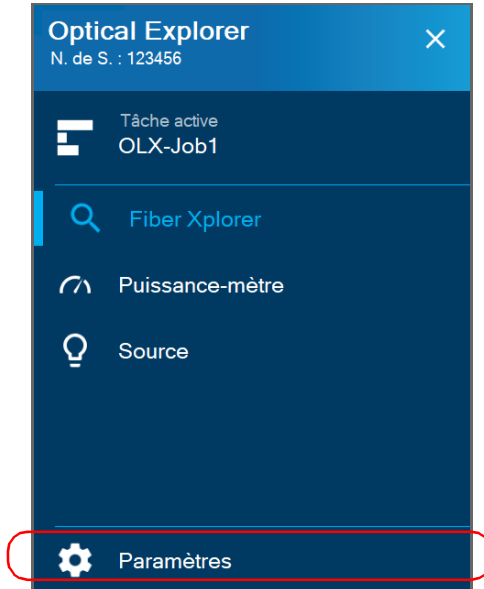 Optical Explorer
N. de S. : 123456
Tâche active
OLX-Job1
Fiber Xplorer
Puissance-mètre
Source
Paramètres